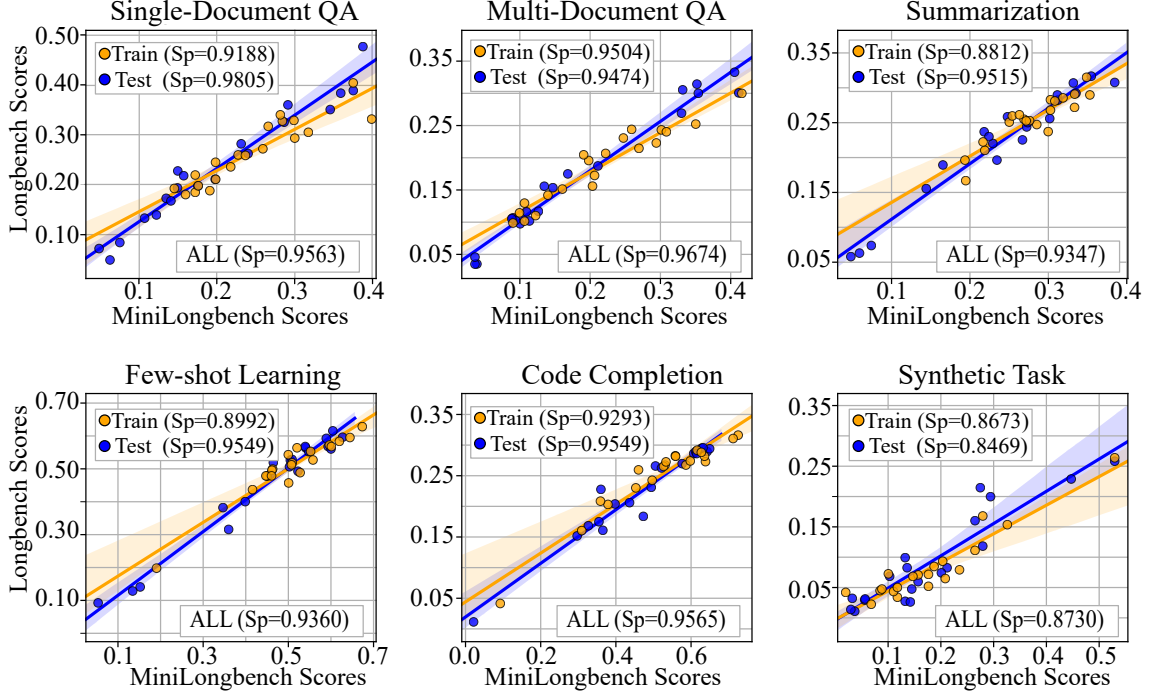 Single-Document QA
Multi-Document QA
Summarization
Longbench Scores
0.50
0.40
0.30
0.20
0.10
Train (Sp=0.9188)
Test (Sp=0.9805)
ALL (Sp=0.9563)
0.1 0.2 0.3 0.4
MiniLongbench Scores
0.35
0.25
0.15
0.05
Train (Sp=0.9504)
Test (Sp=0.9474)
ALL (Sp=0.9674)
0.1 0.2 0.3 0.4
MiniLongbench Scores
0.35
0.25
0.15
0.05
Train (Sp=0.8812)
Test (Sp=0.9515)
ALL (Sp=0.9347)
0.1 0.2 0.3 0.4
MiniLongbench Scores
Few-shot Learning
Code Completion
Synthetic Task
Longbench Scores
0.70
0.50
0.30
0.10
Train (Sp=0.8992)
Test (Sp=0.9549)
ALL (Sp=0.9360)
0.1 0.3 0.5 0.7
MiniLongbench Scores
0.35
0.25
0.15
0.05
Train (Sp=0.9293)
Test (Sp=0.9549)
ALL (Sp=0.9565)
0.0 0.2 0.4 0.6
MiniLongbench Scores
0.35
0.25
0.15
0.05
Train (Sp=0.8673)
Test (Sp=0.8469)
ALL (Sp=0.8730)
0.1 0.2 0.3 0.4 0.5
MiniLongbench Scores